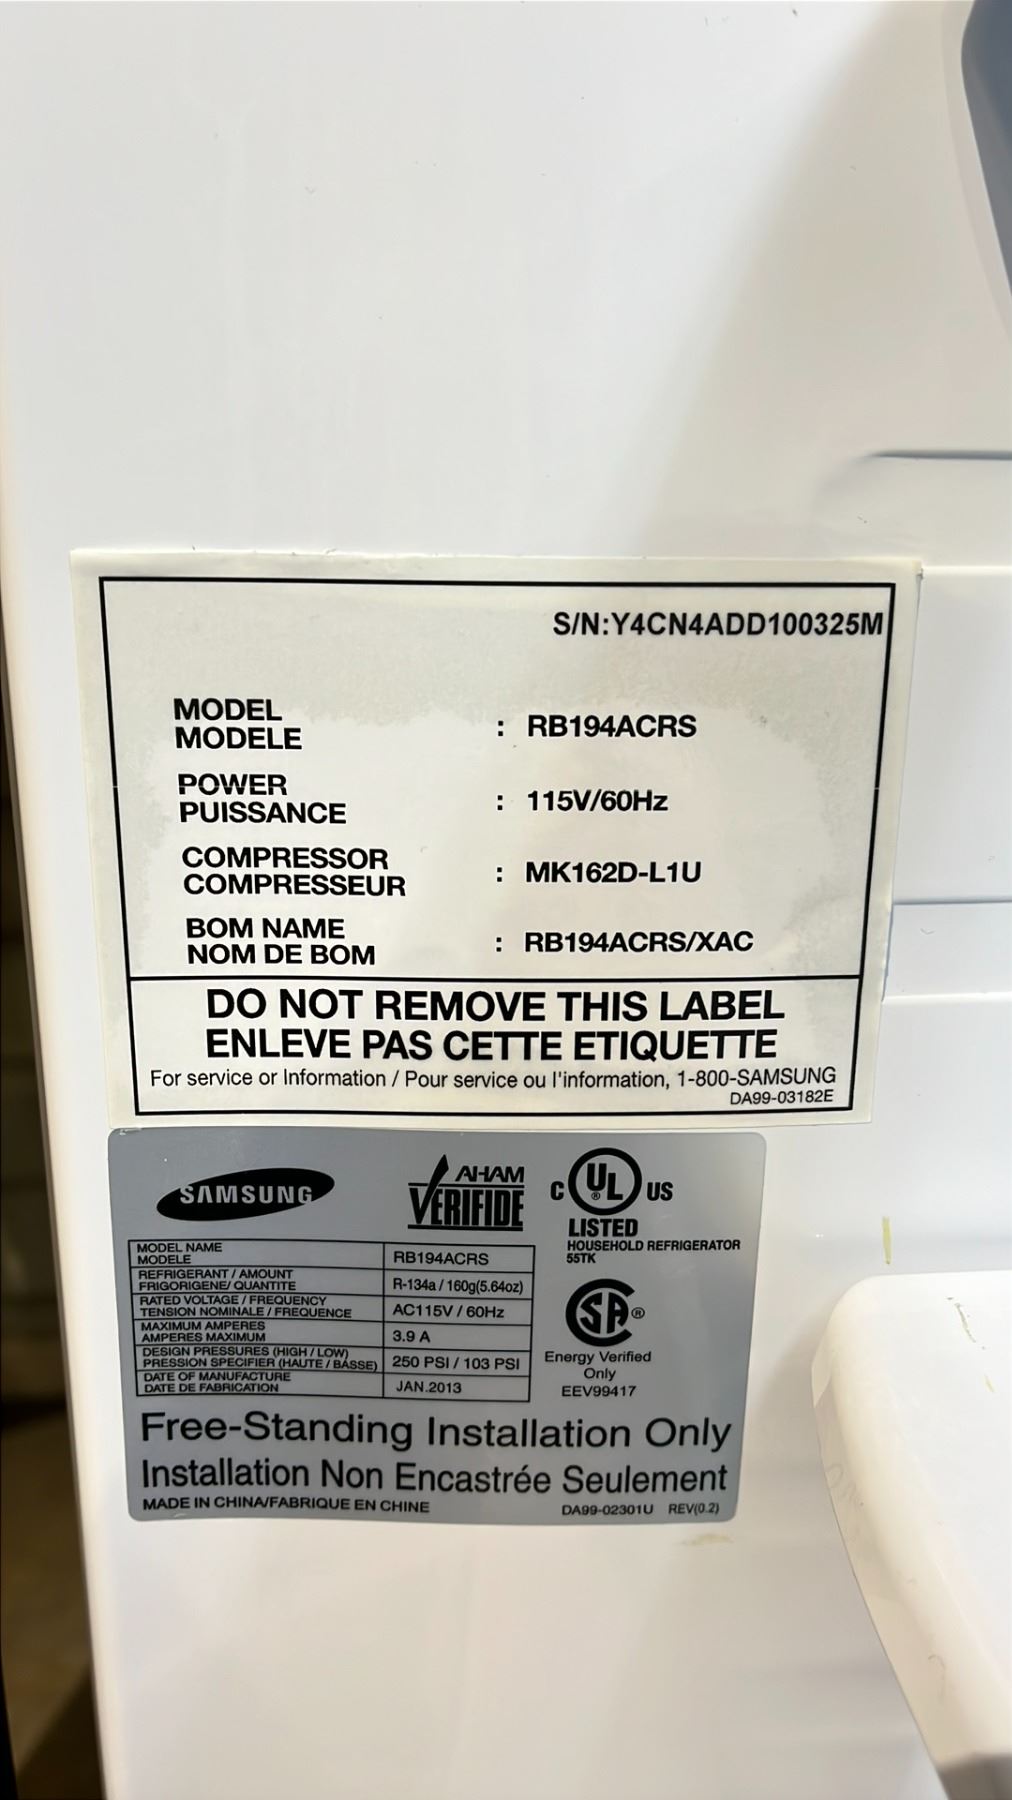 S/N:Y4CN4ADD100325M
MODEL
MODELE : RB194ACRS
POWER
PUISSANCE : 115V/60Hz
COMPRESSOR
COMPRESSEUR : MK162D-L1U
BOM NAME
NOM DE BOM : RB194ACRS/XAC
DO NOT REMOVE THIS LABEL
ENLEVE PAS CETTE ETIQUETTE
For service or Information / Pour service ou l'information, 1-800-SAMSUNG
DA99-03182E
SAMSUNG
AHAM
VERIFIDE
C UL ® US
LISTED
HOUSEHOLD REFRIGERATOR
55TK
MODEL NAME
MODELE RB194ACRS
REFRIGERANT / AMOUNT
FRIGORIGENE/ QUANTITE R-134a / 160g(5.64oz)
RATED VOLTAGE / FREQUENCY
TENSION NOMINALE / FREQUENCE AC115V / 60Hz
MAXIMUM AMPERES
AMPERES MAXIMUM 3.9 A
DESIGN PRESSURES (HIGH / LOW)
PRESSION SPECIFIER (HAUTE / BASSE) 250 PSI / 103 PSI
DATE OF MANUFACTURE
DATE DE FABRICATION JAN.2013
SA ®
Energy Verified
Only
EEV99417
Free-Standing Installation Only
Installation Non Encastrée Seulement
MADE IN CHINA/FABRIQUE EN CHINE
DA99-02301U REV(0.2)